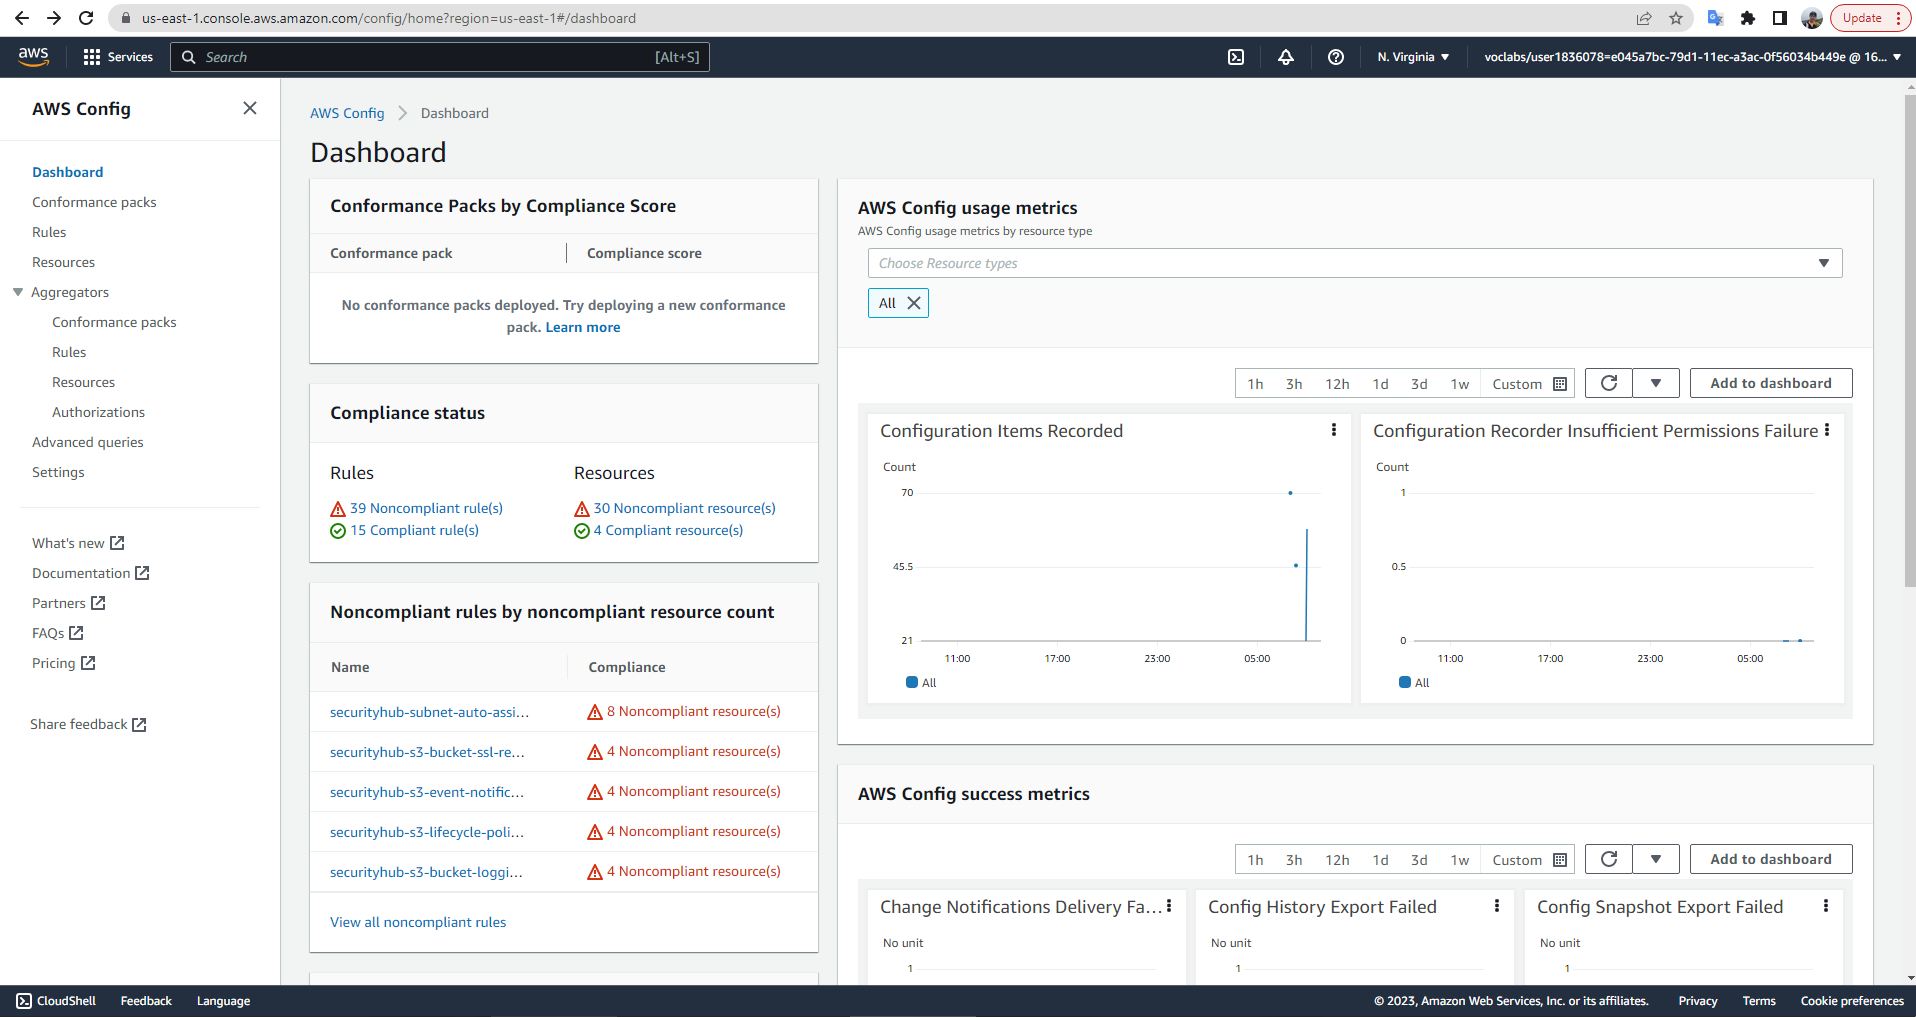 us-east-1.console.aws.amazon.com/config/home?region=us-east-1#/dashboard
Update
aws
Services
Search
[Alt+S]
N. Virginia
voclabs/user1836078=e045a7bc-79d1-11ec-a3ac-0f56034b449e @ 16...
AWS Config
Dashboard
Conformance packs
Rules
Resources
Aggregators
Conformance packs
Rules
Resources
Authorizations
Advanced queries
Settings
What's new
Documentation
Partners
FAQs
Pricing
Share feedback
AWS Config
Dashboard
Dashboard
Conformance Packs by Compliance Score
Conformance pack
Compliance score
No conformance packs deployed. Try deploying a new conformance
pack. Learn more
Compliance status
Rules
39 Noncompliant rule(s)
15 Compliant rule(s)
Resources
30 Noncompliant resource(s)
4 Compliant resource(s)
Noncompliant rules by noncompliant resource count
Name
Compliance
securityhub-subnet-auto-assi...
8 Noncompliant resource(s)
securityhub-s3-bucket-ssl-re...
4 Noncompliant resource(s)
securityhub-s3-event-notific...
4 Noncompliant resource(s)
securityhub-s3-lifecycle-poli...
4 Noncompliant resource(s)
securityhub-s3-bucket-loggi...
4 Noncompliant resource(s)
View all noncompliant rules
AWS Config usage metrics
AWS Config usage metrics by resource type
Choose Resource types
All
1h 3h 12h 1d 3d 1w Custom
Add to dashboard
Configuration Items Recorded
Count
70
45.5
21
11:00 17:00 23:00 05:00
All
Configuration Recorder Insufficient Permissions Failure
Count
1
0.5
0
11:00 17:00 23:00 05:00
All
AWS Config success metrics
1h 3h 12h 1d 3d 1w Custom
Add to dashboard
Change Notifications Delivery Fa...
No unit
1
Config History Export Failed
No unit
1
Config Snapshot Export Failed
No unit
1
CloudShell
Feedback
Language
© 2023, Amazon Web Services, Inc. or its affiliates.
Privacy
Terms
Cookie preferences